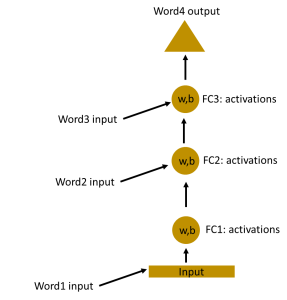 Word4 output
w,b
FC3: activations
Word3 input
w,b
FC2: activations
Word2 input
w,b
FC1: activations
Input
Word1 input